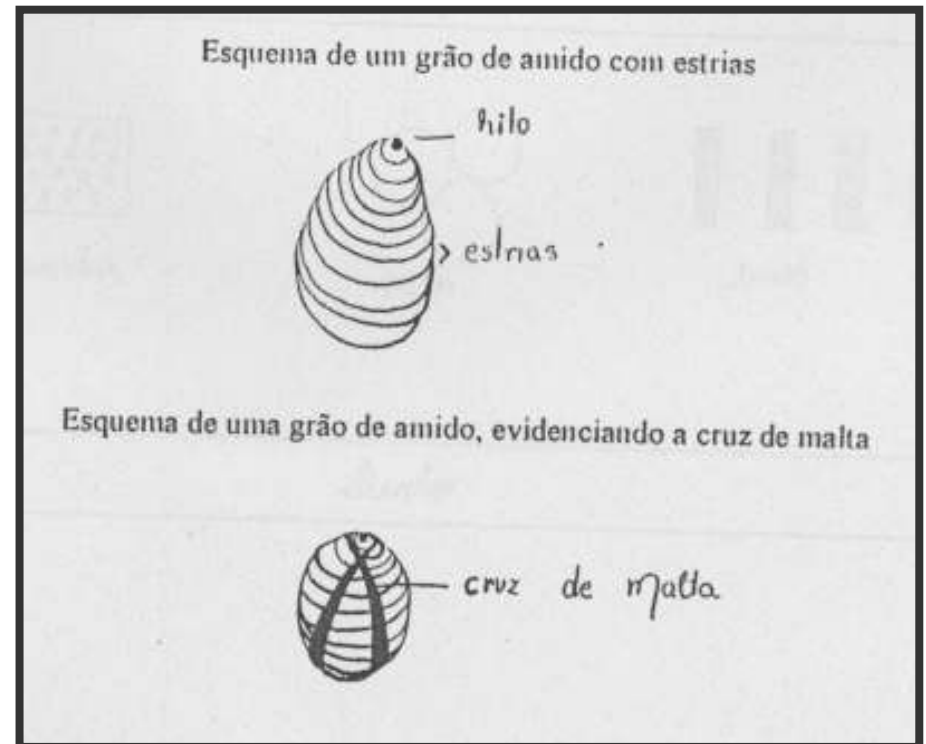 Esquema de um grão de amido com estrias
hilo
estrias
Esquema de uma grão de amido, evidenciando a cruz de malta
cruz de malta